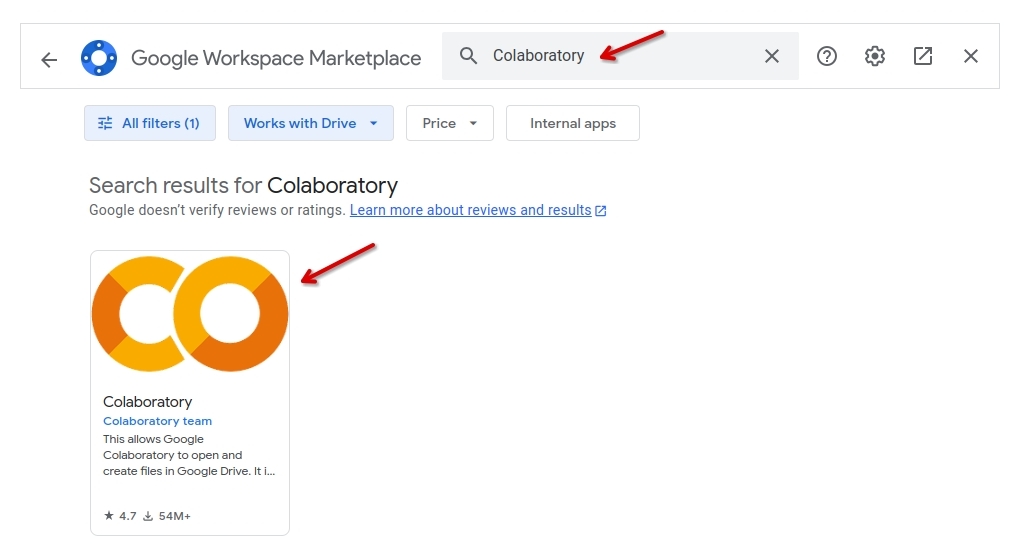 Google Workspace Marketplace Colaboratory
All filters (1) Works with Drive Price Internal apps
Search results for Colaboratory
Google doesn’t verify reviews or ratings. Learn more about reviews and results
Colaboratory
Colaboratory team
This allows Google
Colaboratory to open and
create files in Google Drive. It i...
4.7 54M+